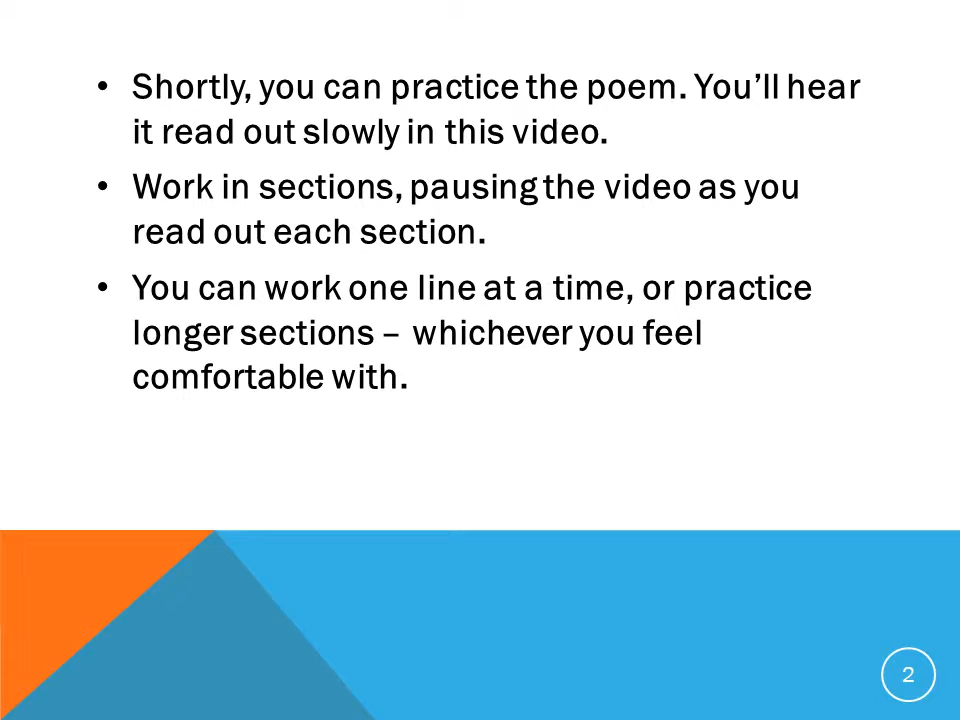 • Shortly, you can practice the poem. You’ll hear
it read out slowly in this video.
• Work in sections, pausing the video as you
read out each section.
• You can work one line at a time, or practice
longer sections – whichever you feel
comfortable with.
2